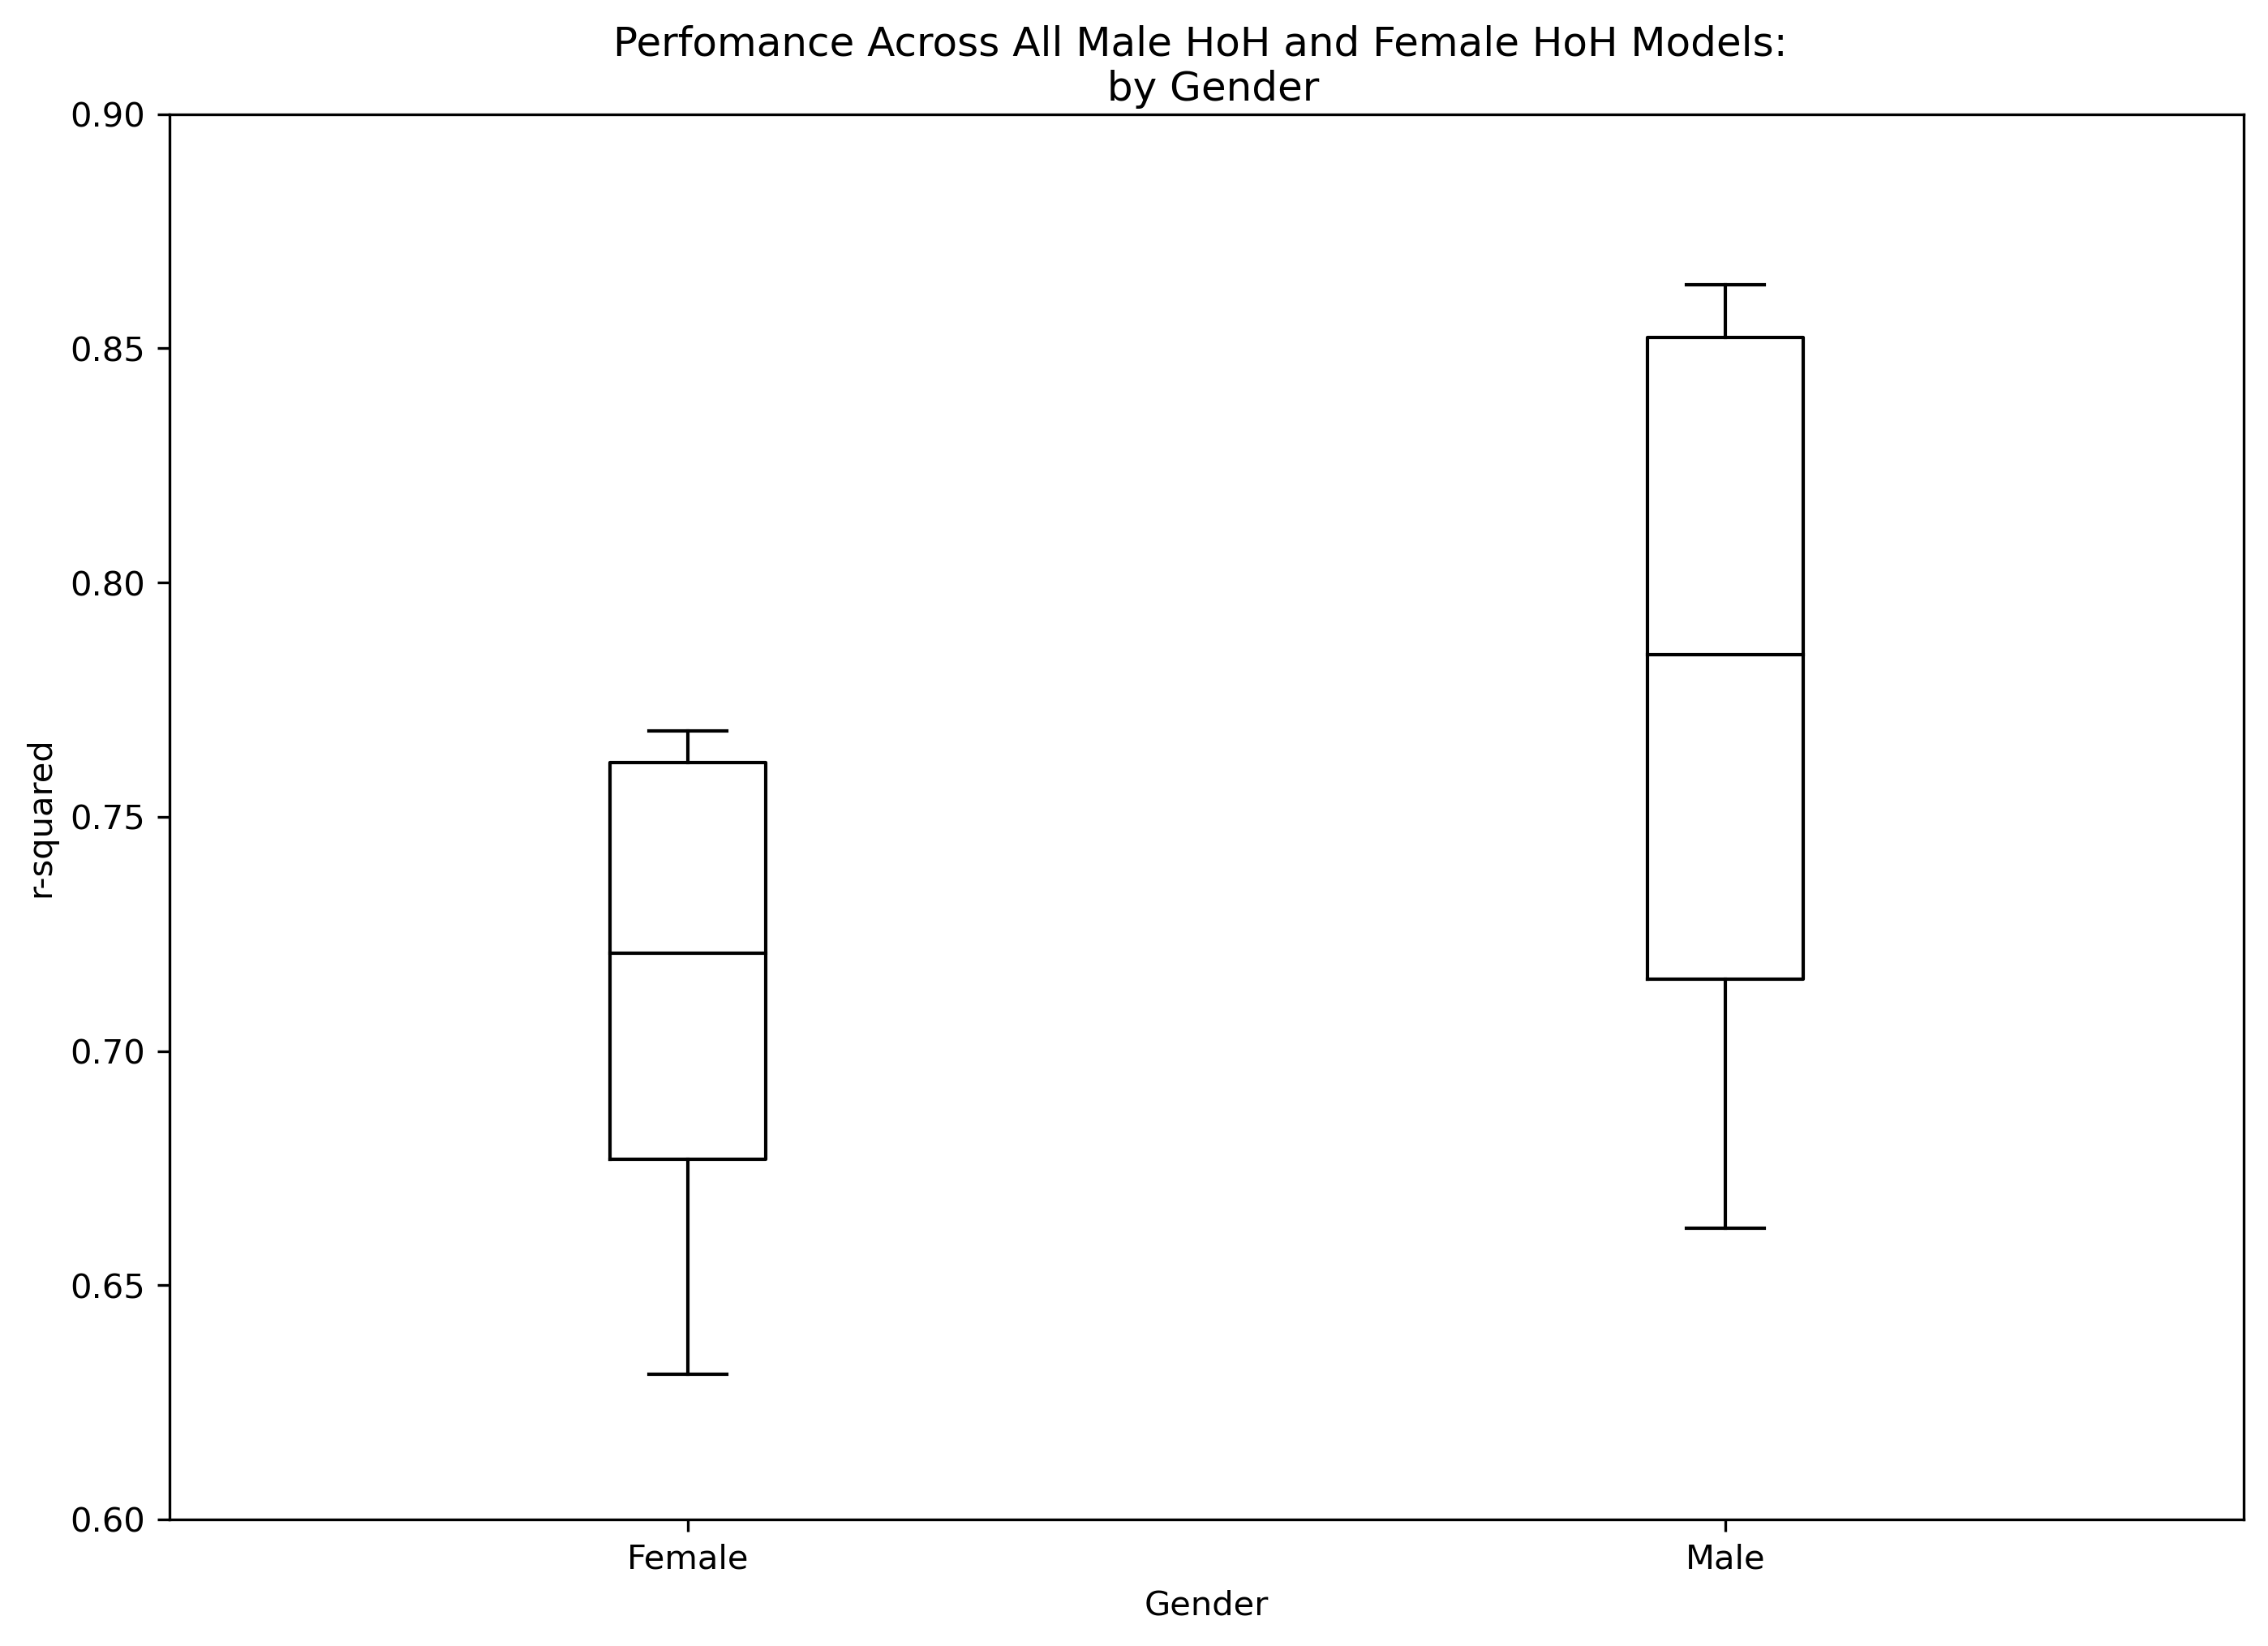 Perfomance Across All Male HoH and Female HoH Models:
by Gender
0.90
0.85
0.80
0.75
0.70
0.65
0.60
r-squared
Female
Male
Gender